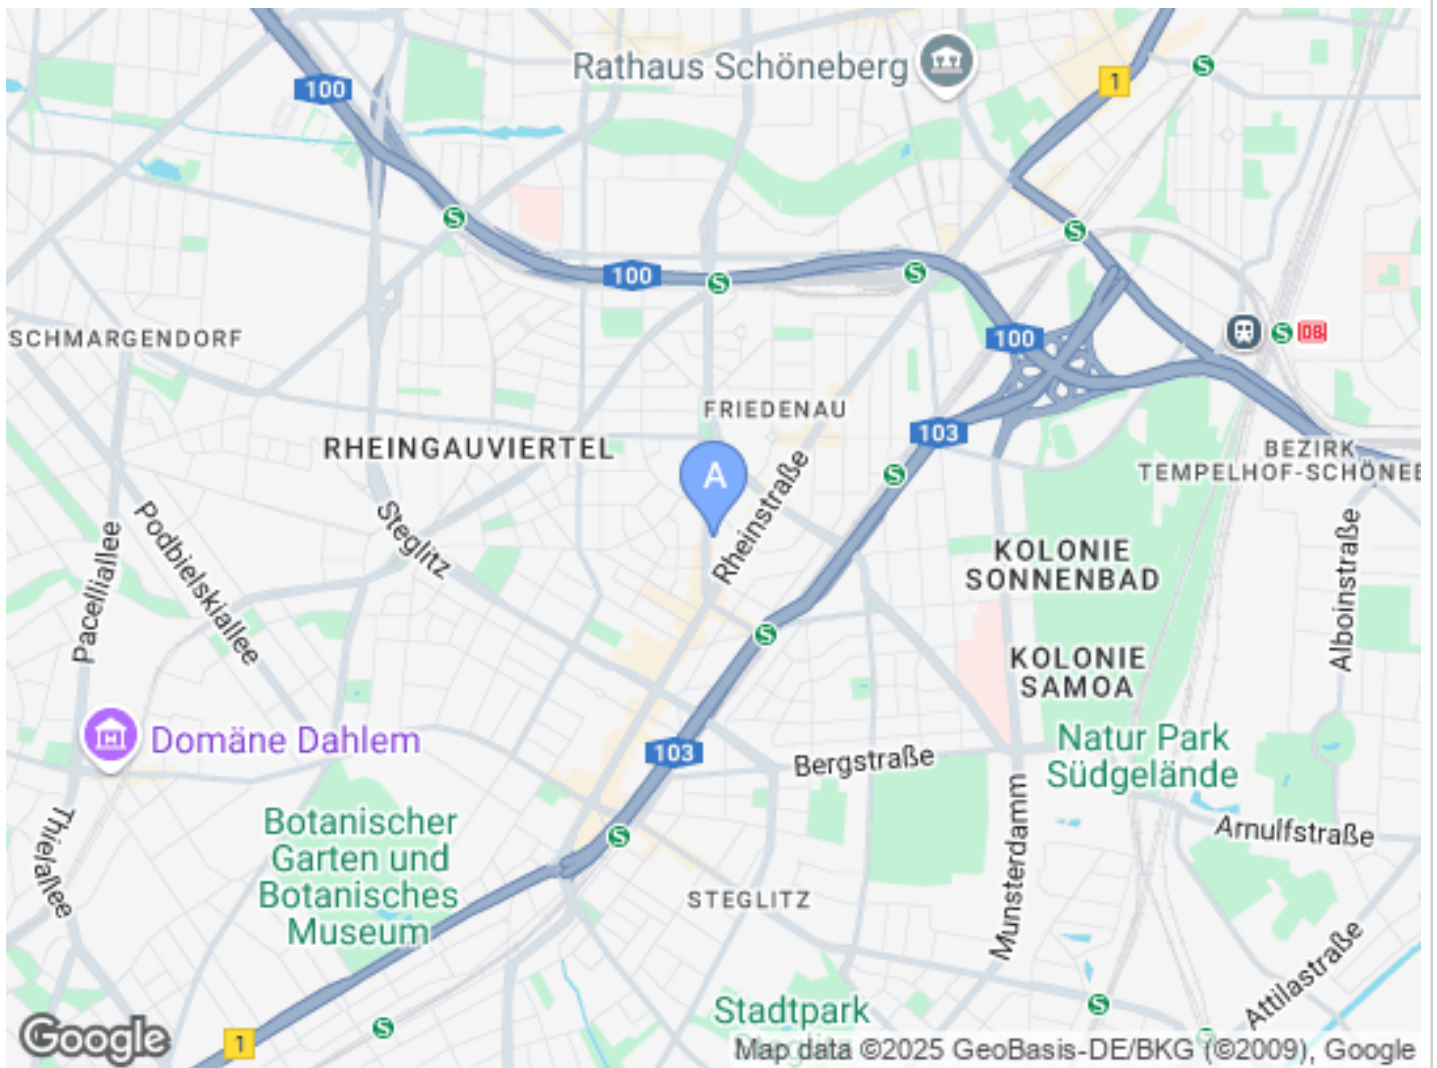 Rathaus Schöneberg
1
100
S
S
S
100
S
S
SCHMARGENDORF
100
S
DB
FRIEDENAU
RHEINGAUVIERTEL
103
BEZIRK
TEMPELHOF-SCHÖNEB
A
S
Rheinstraße
Steglitz
Podbielskiallee
Pacelliallee
KOLONIE
SONNENBAD
Alboinstraße
S
KOLONIE
SAMOA
Domäne Dahlem
103
Bergstraße
Natur Park
Südgelände
Thielallee
Botanischer
Garten und
Botanisches
Museum
S
Munsterdamm
Arnulfstraße
STEGLITZ
Attilastraße
Stadtpark
S
S
S
1
Google
Map data ©2025 GeoBasis-DE/BKG (©2009), Google